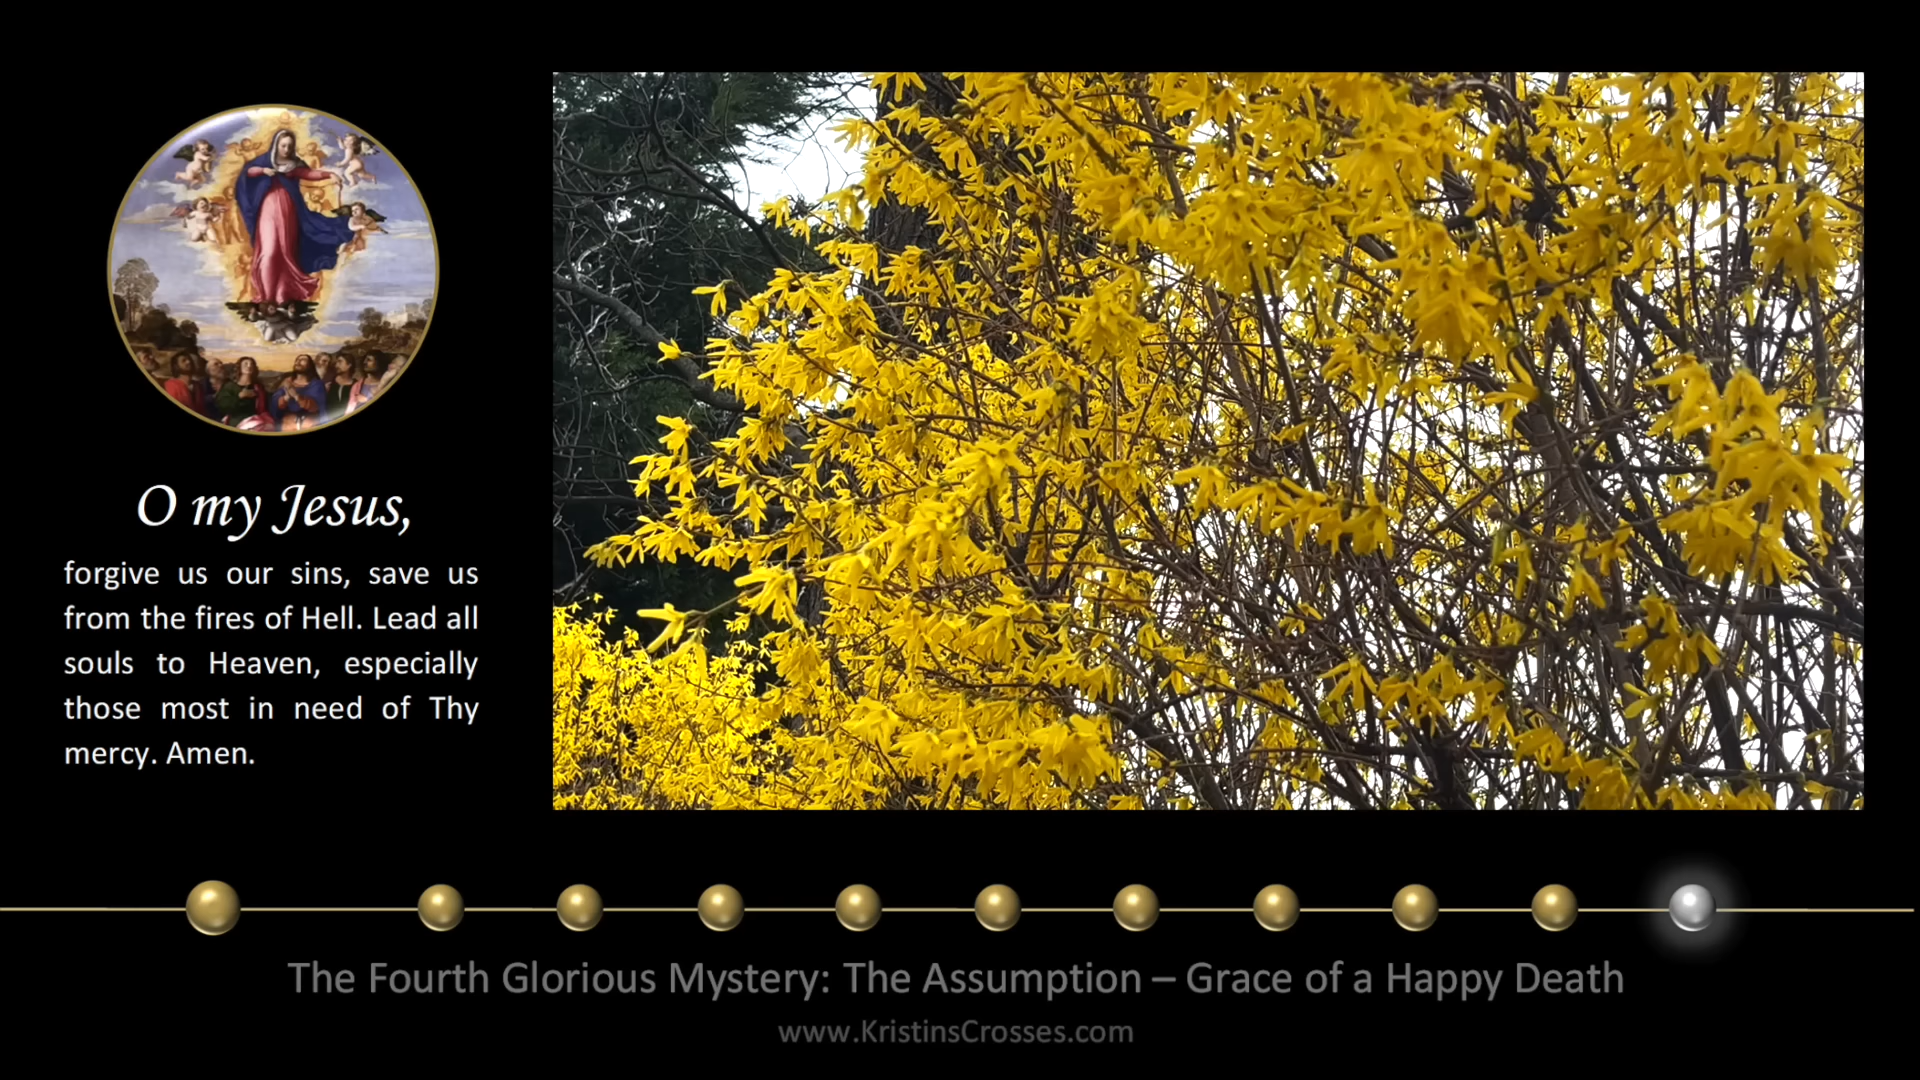 O my Jesus,
forgive us our sins, save us
from the fires of Hell. Lead all
souls to Heaven, especially
those most in need of Thy
mercy. Amen.
The Fourth Glorious Mystery: The Assumption – Grace of a Happy Death
www.KristinsCrosses.com